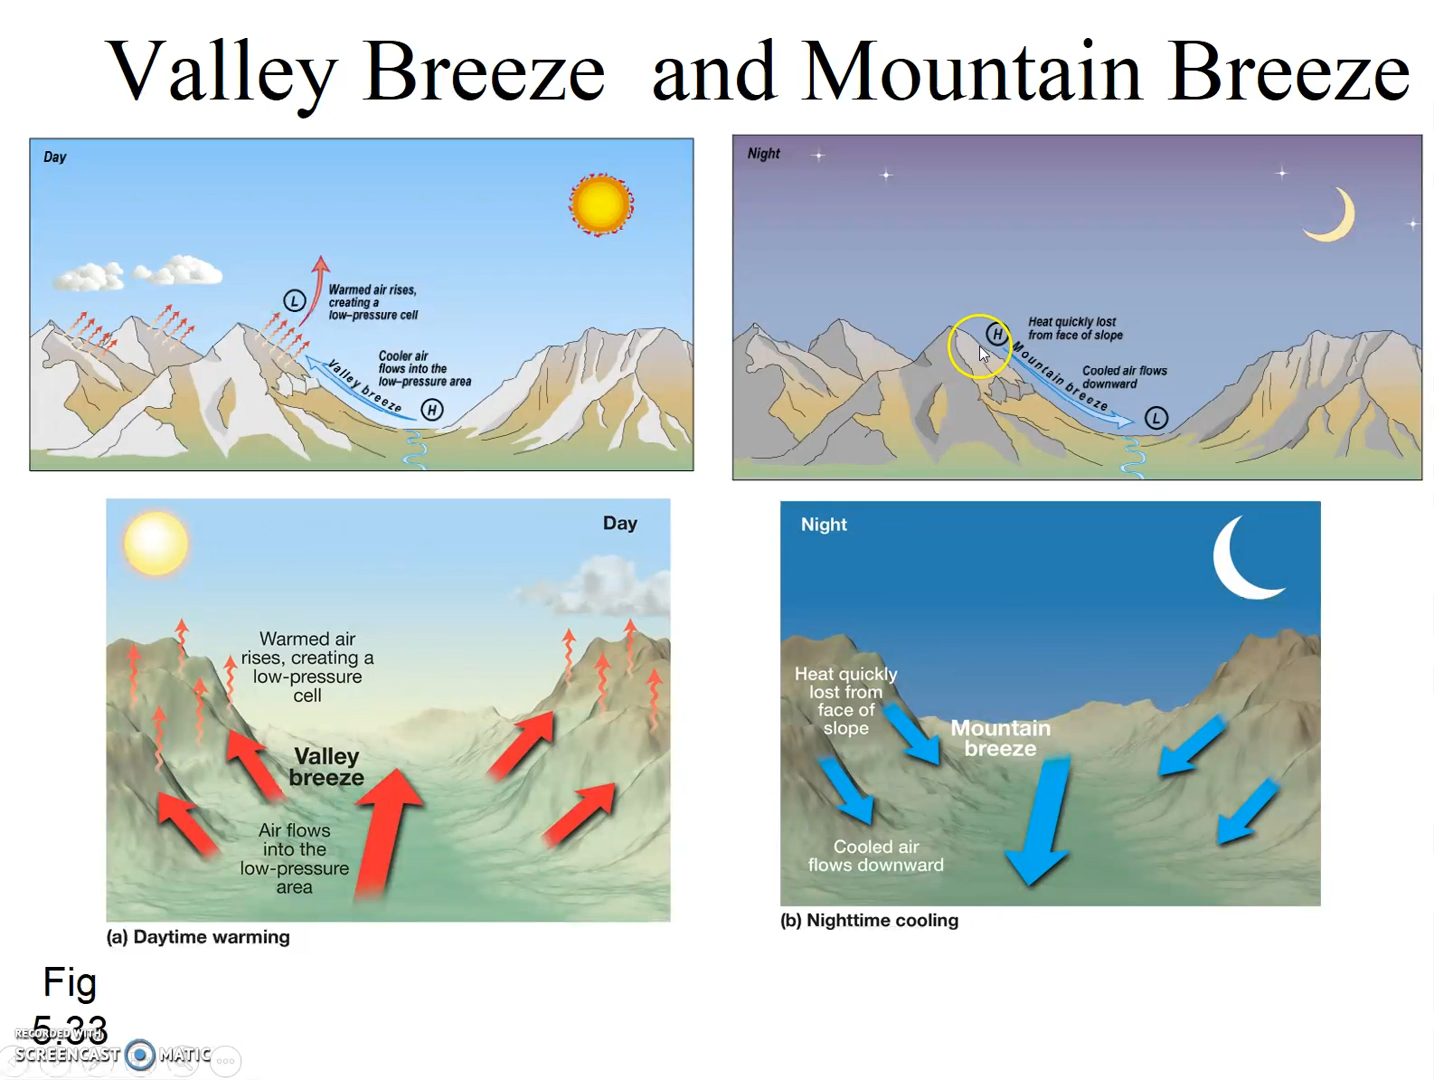 Valley Breeze and Mountain Breeze
Day
L
Warmed air rises,
creating a
low–pressure cell
Cooler air
flows into the
low–pressure area
Valley breeze
H
Night
H
Heat quickly lost
from face of slope
Mountain breeze
Cooled air flows
downward
L
Day
Warmed air
rises, creating a
low-pressure
cell
Valley
breeze
Air flows
into the
low-pressure
area
(a) Daytime warming
Night
Heat quickly
lost from
face of
slope
Mountain
breeze
Cooled air
flows downward
(b) Nighttime cooling
Fig
5.33
RECORDED WITH
SCREENCAST MATIC